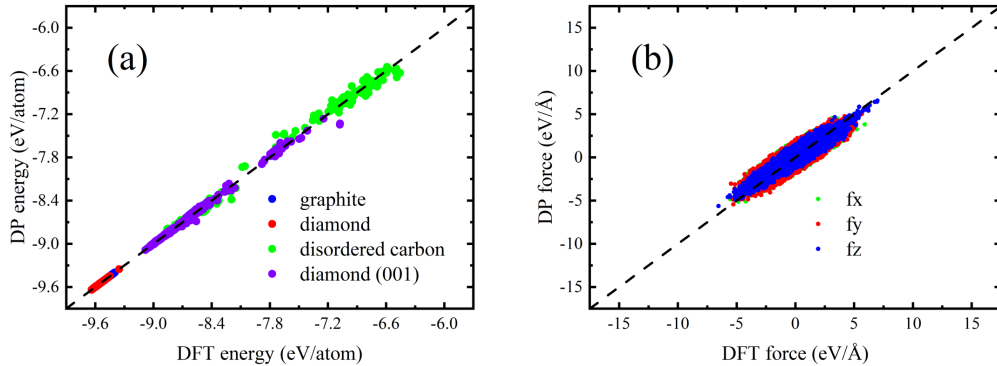 (a)
DP energy (eV/atom)
-6.0
-6.6
-7.2
-7.8
-8.4
-9.0
-9.6
graphite
diamond
disordered carbon
diamond (001)
-9.6 -9.0 -8.4 -7.8 -7.2 -6.6 -6.0
DFT energy (eV/atom)
(b)
DP force (eV/Å)
15
10
5
0
-5
-10
-15
fx
fy
fz
-15 -10 -5 0 5 10 15
DFT force (eV/Å)